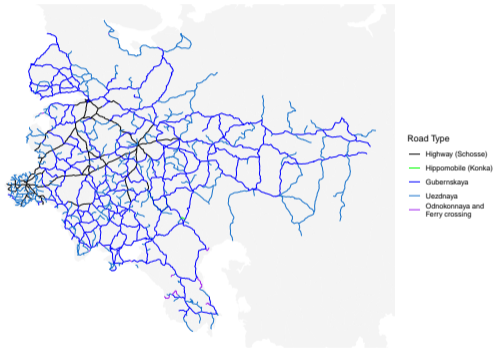 Road Type
Highway (Schosse)
Hippomobile (Konka)
Gubernskaya
Uezdnaya
Odnokonnaya and
Ferry crossing